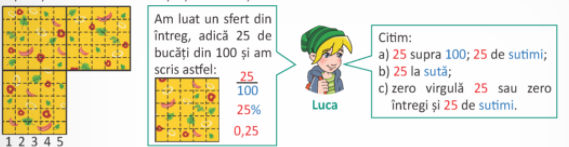 Am luat un sfert din
întreg, adică 25 de
bucăți din 100 și am
scris astfel:
25
100
25%
0,25
Luca
Citim:
a) 25 supra 100; 25 de sutimi;
b) 25 la sută;
c) zero virgulă 25 sau zero
întregi și 25 de sutimi.
1 2 3 4 5